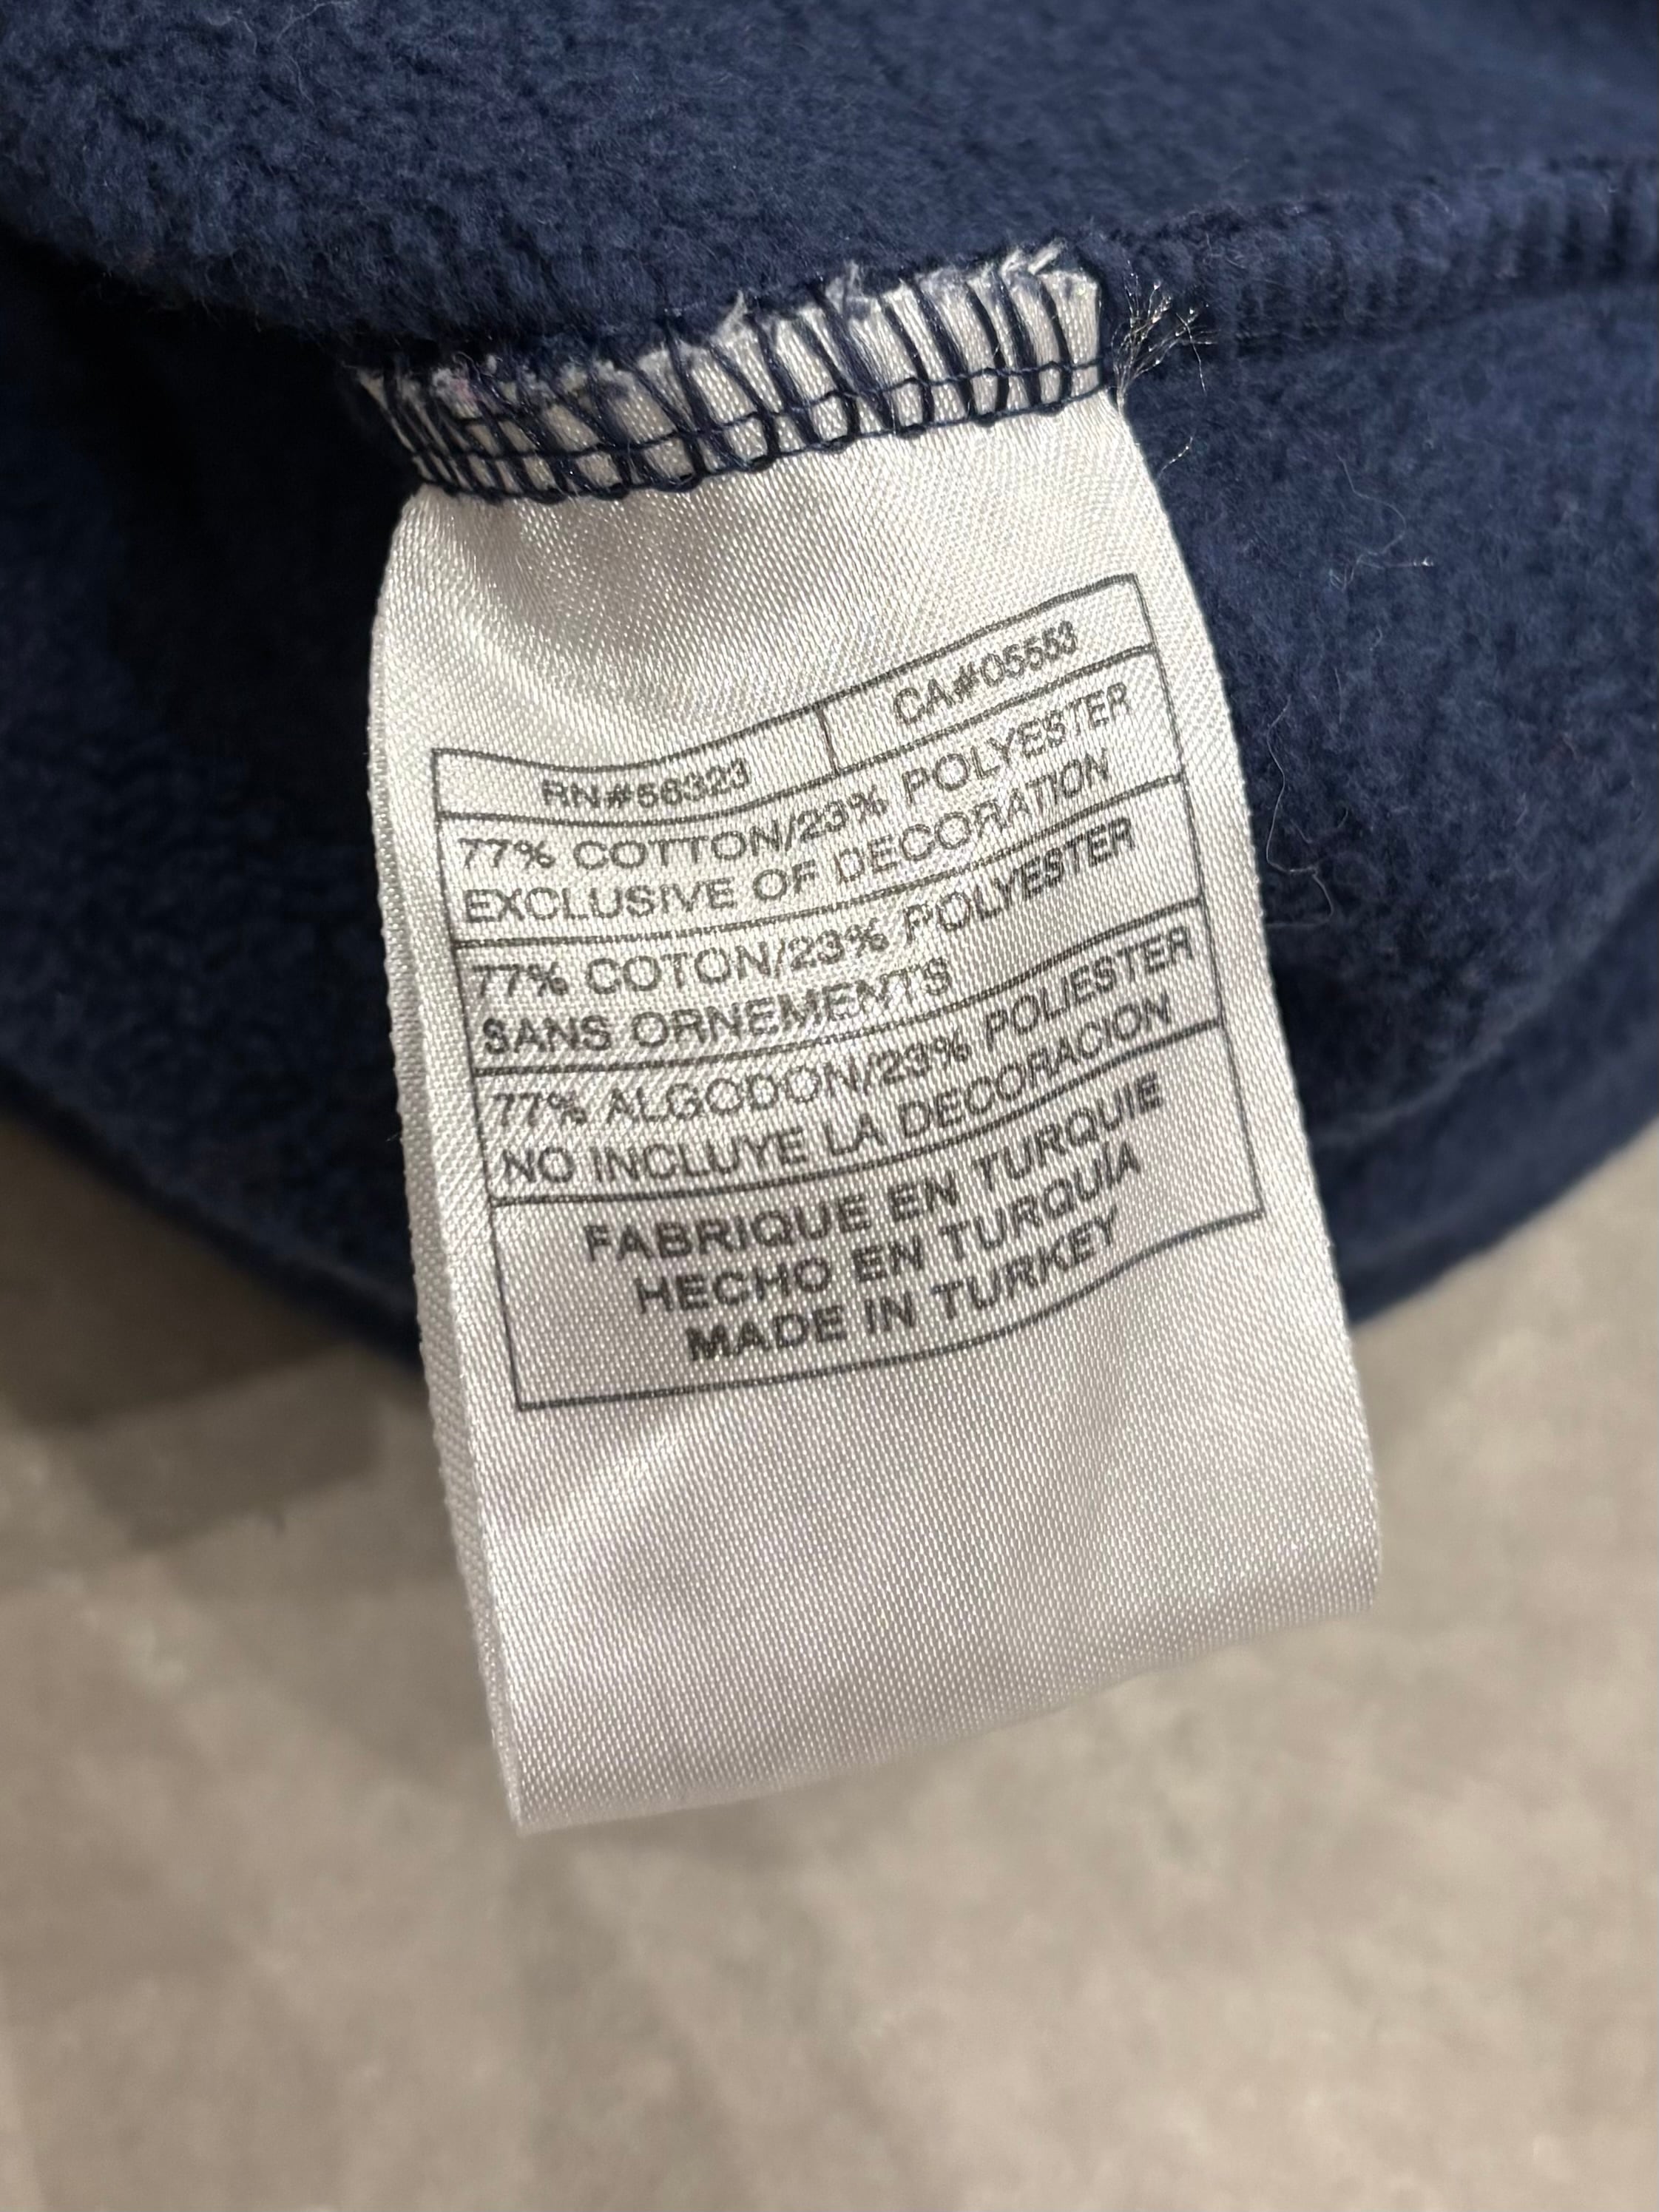 RN#56323 CA#05553
77% COTTON/23% POLYESTER
EXCLUSIVE OF DECORATION
77% COTON/23% POLYESTER
SANS ORNEMENTS
77% ALGODON/23% POLIESTER
NO INCLUYE LA DECORACION
FABRIQUE EN TURQUIE
HECHO EN TURQUIA
MADE IN TURKEY